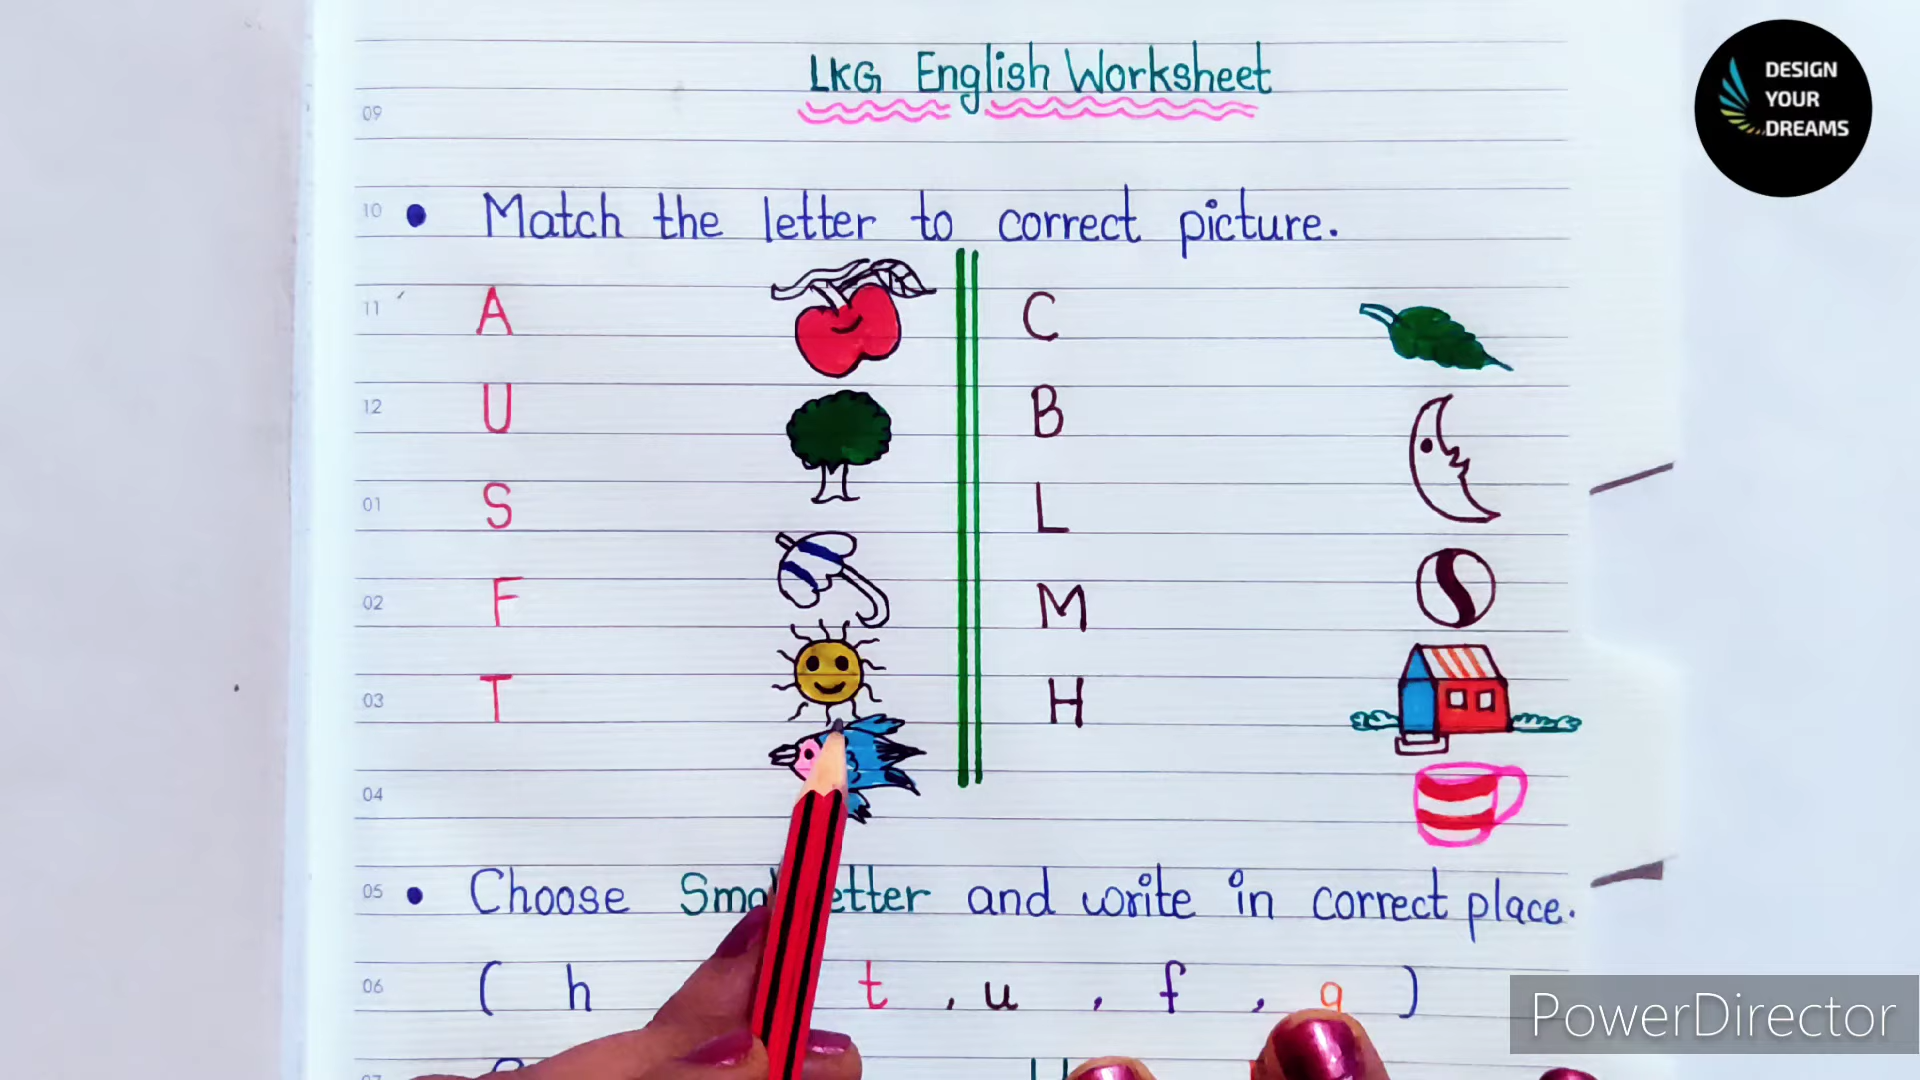 LKG English Worksheet
DESIGN
YOUR
DREAMS
09
10 • Match the letter to correct picture.
11 A C
12 U B
01 S L
02 F M
03 T H
04
05 • Choose and write in correct place.
06 ( h t , u , f , )
PowerDirector